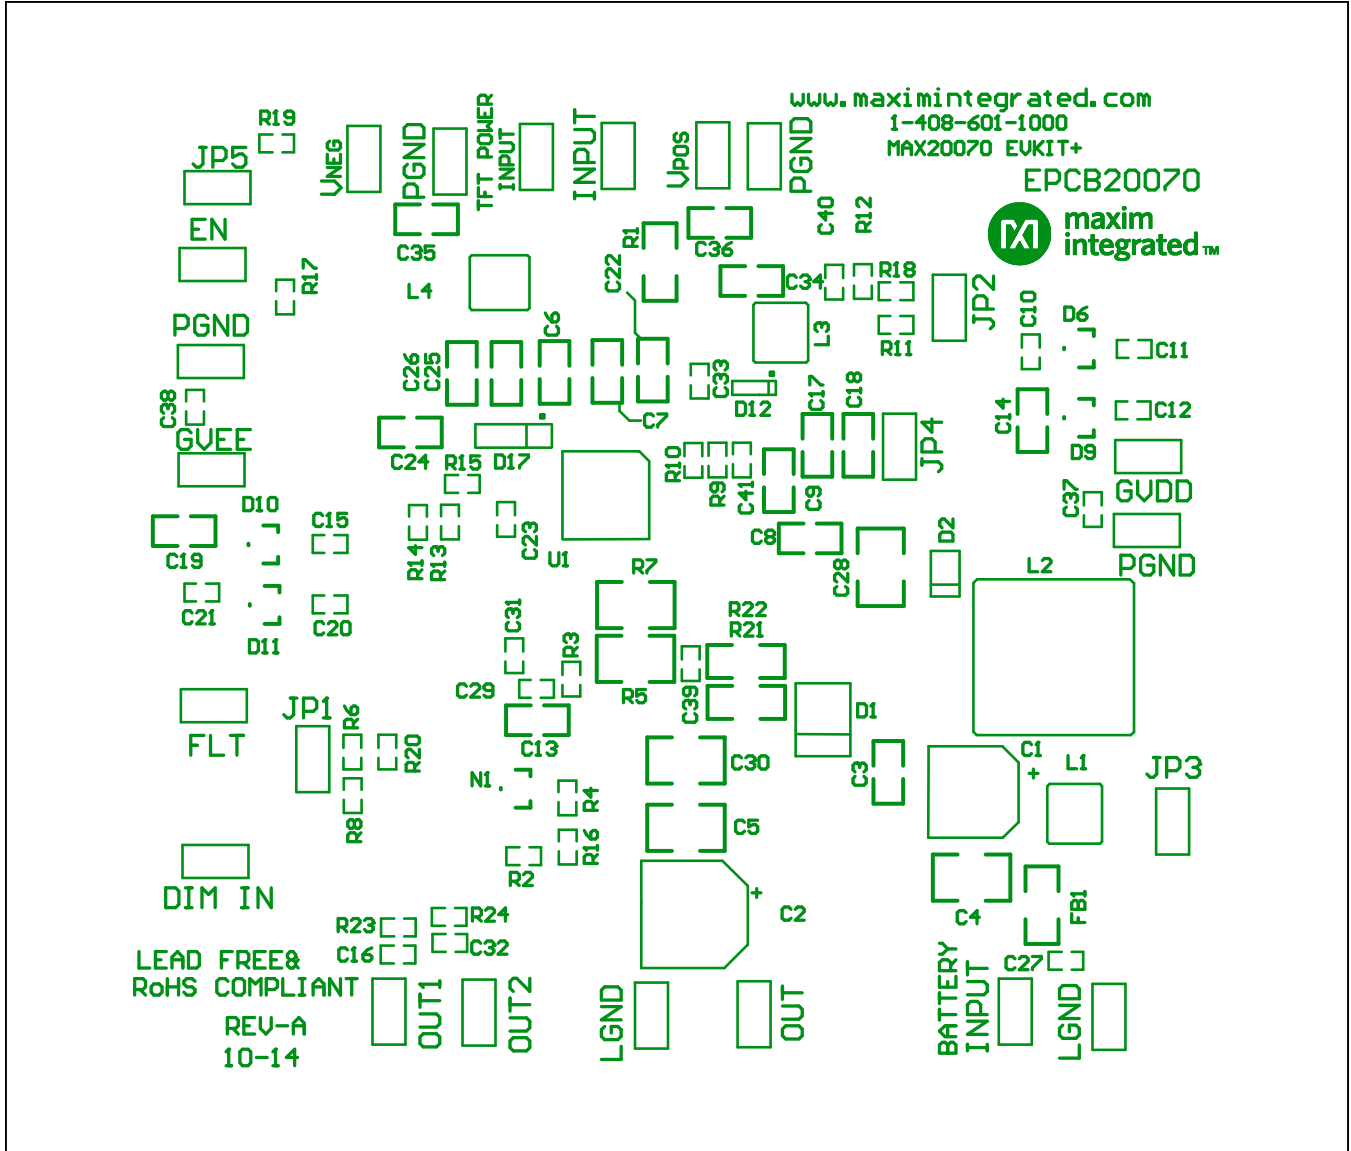 www.maximintegrated.com
1-408-601-1000
MAX20070 EVKIT+
EPCB20070
maxim
integrated™
R19
JP5
VNEG
PGND
TFT POWER
INPUT
INPUT
VPOS
PGND
C40
R12
EN
C35
R1
C36
R17
L4
C22
C34
R18
JP2
C10
D6
PGND
C6
L3
R11
C11
C26
C25
C33
C17
C18
C38
D12
C14
C12
GVEE
C24
C7
JP4
D9
R15
D17
R10
R9
C41
C9
C37
GVDD
D10
C15
C8
D2
C19
R14
R13
C23
U1
R7
C28
L2
PGND
C21
C20
C31
R22
R21
D11
R3
C29
R5
C39
JP1
R6
D1
FLT
R20
C13
C30
C3
C1
+
L1
JP3
N1
R4
R8
C5
R16
R2
DIM IN
+
C2
C4
FB1
R23
R24
C16
C32
C27
LEAD FREE&
RoHS COMPLIANT
REV-A
10-14
OUT1
OUT2
LGND
OUT
BATTERY
INPUT
LGND